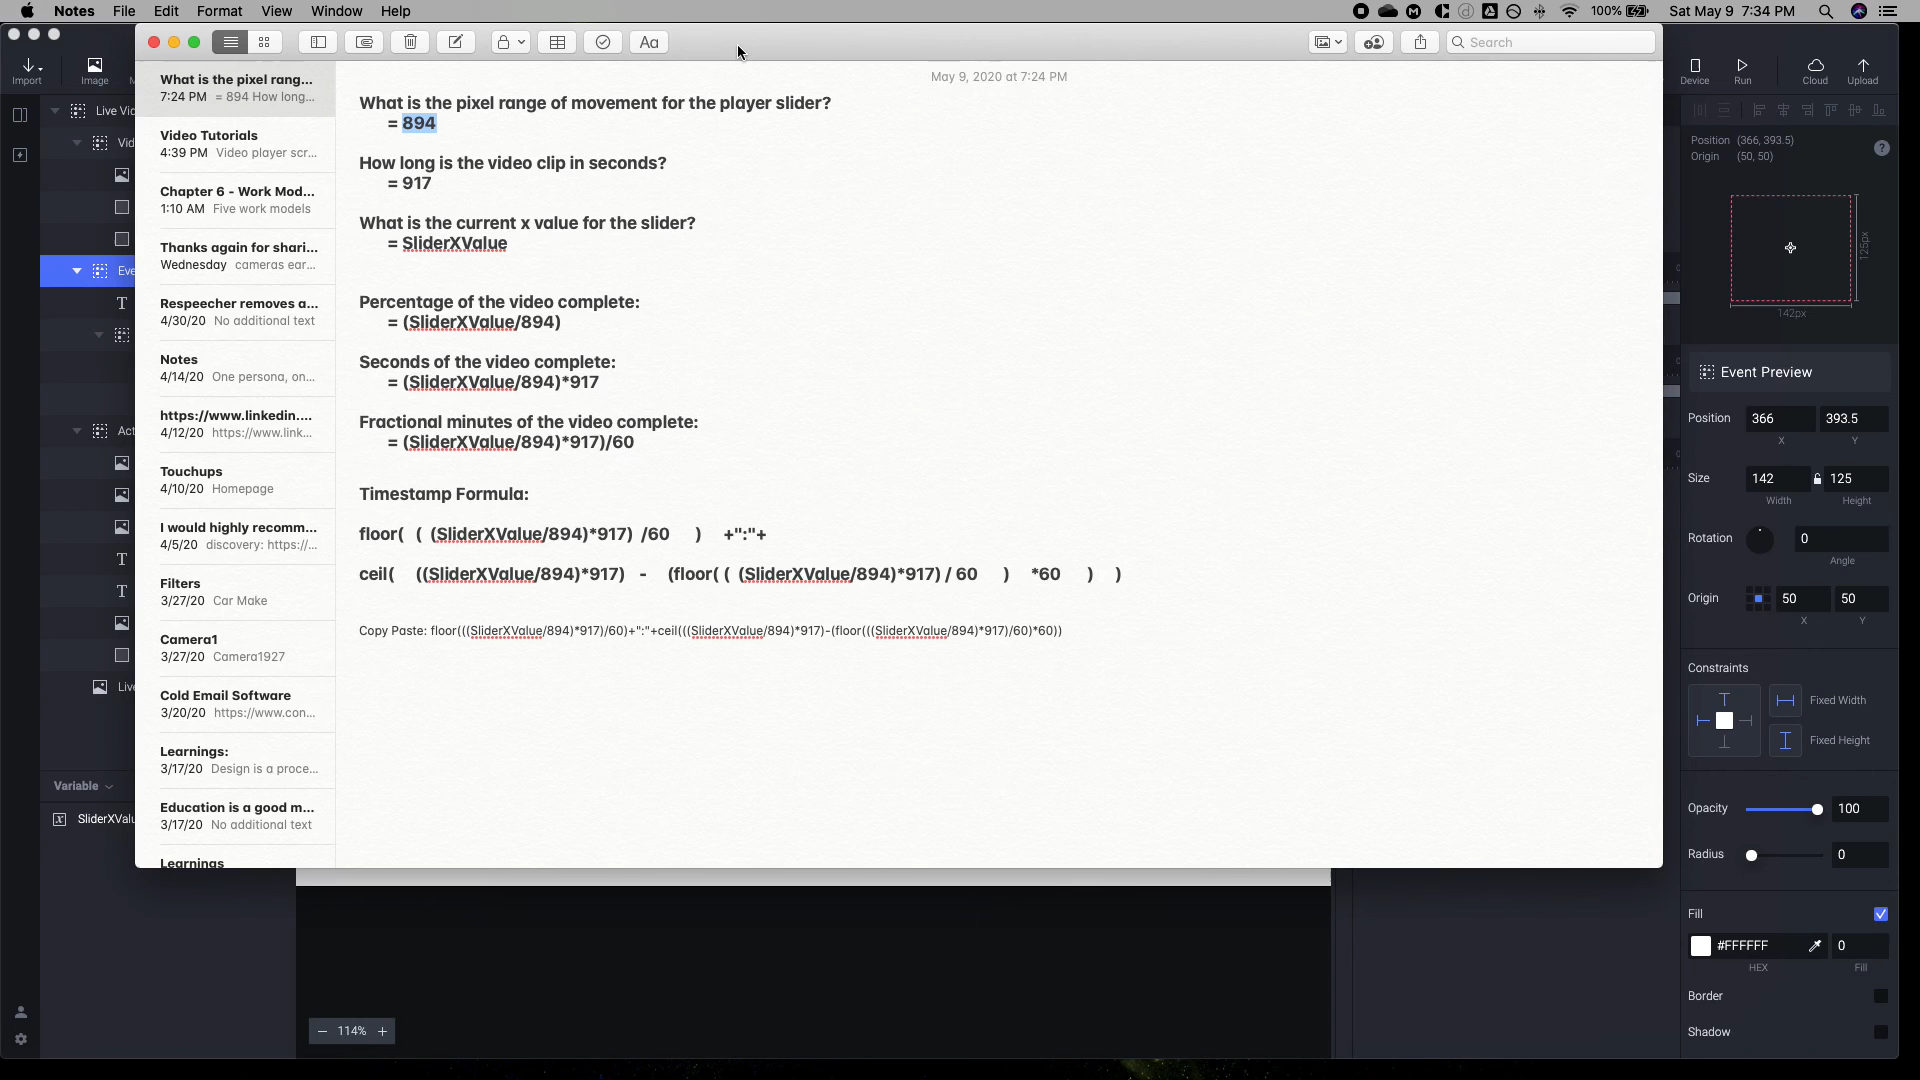 Notes File Edit Format View Window Help
100% Sat May 9 7:34 PM
Import
Image
Aa
Search
Device
Run
Cloud
Upload
What is the pixel rang...
7:24 PM = 894 How long...
Video Tutorials
4:39 PM Video player scr...
Chapter 6 - Work Mod...
1:10 AM Five work models
Thanks again for shari...
Wednesday cameras ear...
Respeecher removes a...
4/30/20 No additional text
Notes
4/14/20 One persona, on...
https://www.linkedin....
4/12/20 https://www.link...
Touchups
4/10/20 Homepage
I would highly recomm...
4/5/20 discovery: https://...
Filters
3/27/20 Car Make
Camera1
3/27/20 Camera1927
Cold Email Software
3/20/20 https://www.con...
Learnings:
3/17/20 Design is a proce...
Education is a good m...
3/17/20 No additional text
Learnings
May 9, 2020 at 7:24 PM
What is the pixel range of movement for the player slider?
= 894
How long is the video clip in seconds?
= 917
What is the current x value for the slider?
= SliderXValue
Percentage of the video complete:
= (SliderXValue/894)
Seconds of the video complete:
= (SliderXValue/894)*917
Fractional minutes of the video complete:
= (SliderXValue/894)*917)/60
Timestamp Formula:
floor( ( (SliderXValue/894)*917) /60 ) +":"+
ceil( ((SliderXValue/894)*917) - (floor( ( (SliderXValue/894)*917) / 60 ) *60 ) )
Copy Paste: floor(((SliderXValue/894)*917)/60)+":"+ceil(((SliderXValue/894)*917)-(floor(((SliderXValue/894)*917)/60)*60))
Live Vid
Vid
Eve
T
Act
T
T
Live
Variable
SliderXValu
114%
Position (366, 393.5)
Origin (50, 50)
?
125px
142px
Event Preview
Position 366 393.5
X Y
Size 142 125
Width Height
Rotation 0
Angle
Origin 50 50
X Y
Constraints
Fixed Width
Fixed Height
Opacity 100
Radius 0
Fill
#FFFFFF 0
HEX Fill
Border
Shadow